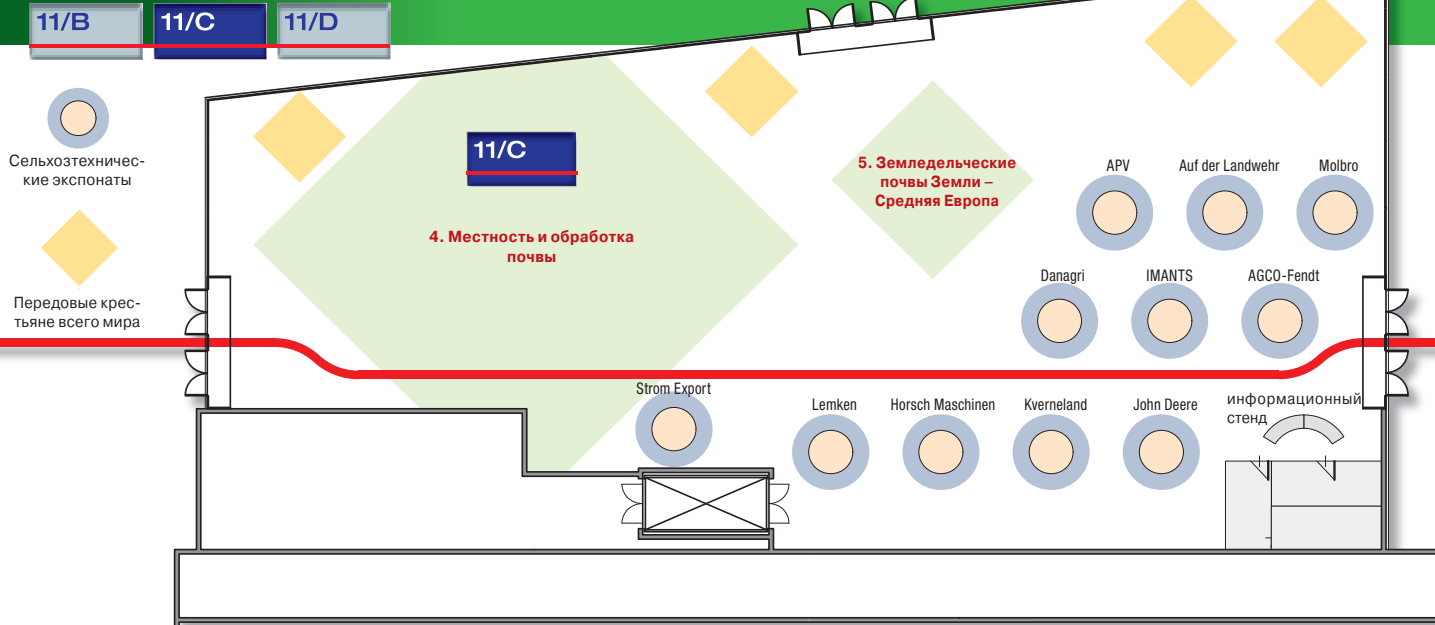 11/B
11/C
11/D
Сельхозтехничес-
кие экспонаты
Передовые крес-
тьяне всего мира
11/C
4. Местность и обработка
почвы
5. Земледельческие
почвы Земли –
Средняя Европа
APV
Auf der Landwehr
Molbro
Danagri
IMANTS
AGCO-Fendt
Strom Export
Lemken
Horsch Maschinen
Kverneland
John Deere
информационный
стенд